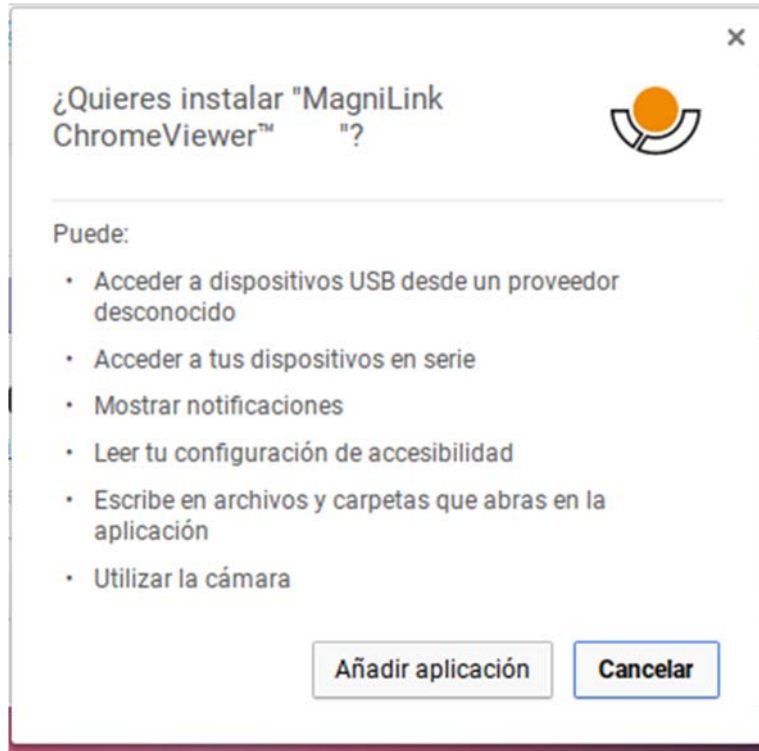 ¿Quieres instalar "MagniLink
ChromeViewer™ "?
Puede:
• Acceder a dispositivos USB desde un proveedor
desconocido
• Acceder a tus dispositivos en serie
• Mostrar notificaciones
• Leer tu configuración de accesibilidad
• Escribe en archivos y carpetas que abras en la
aplicación
• Utilizar la cámara
Añadir aplicación Cancelar